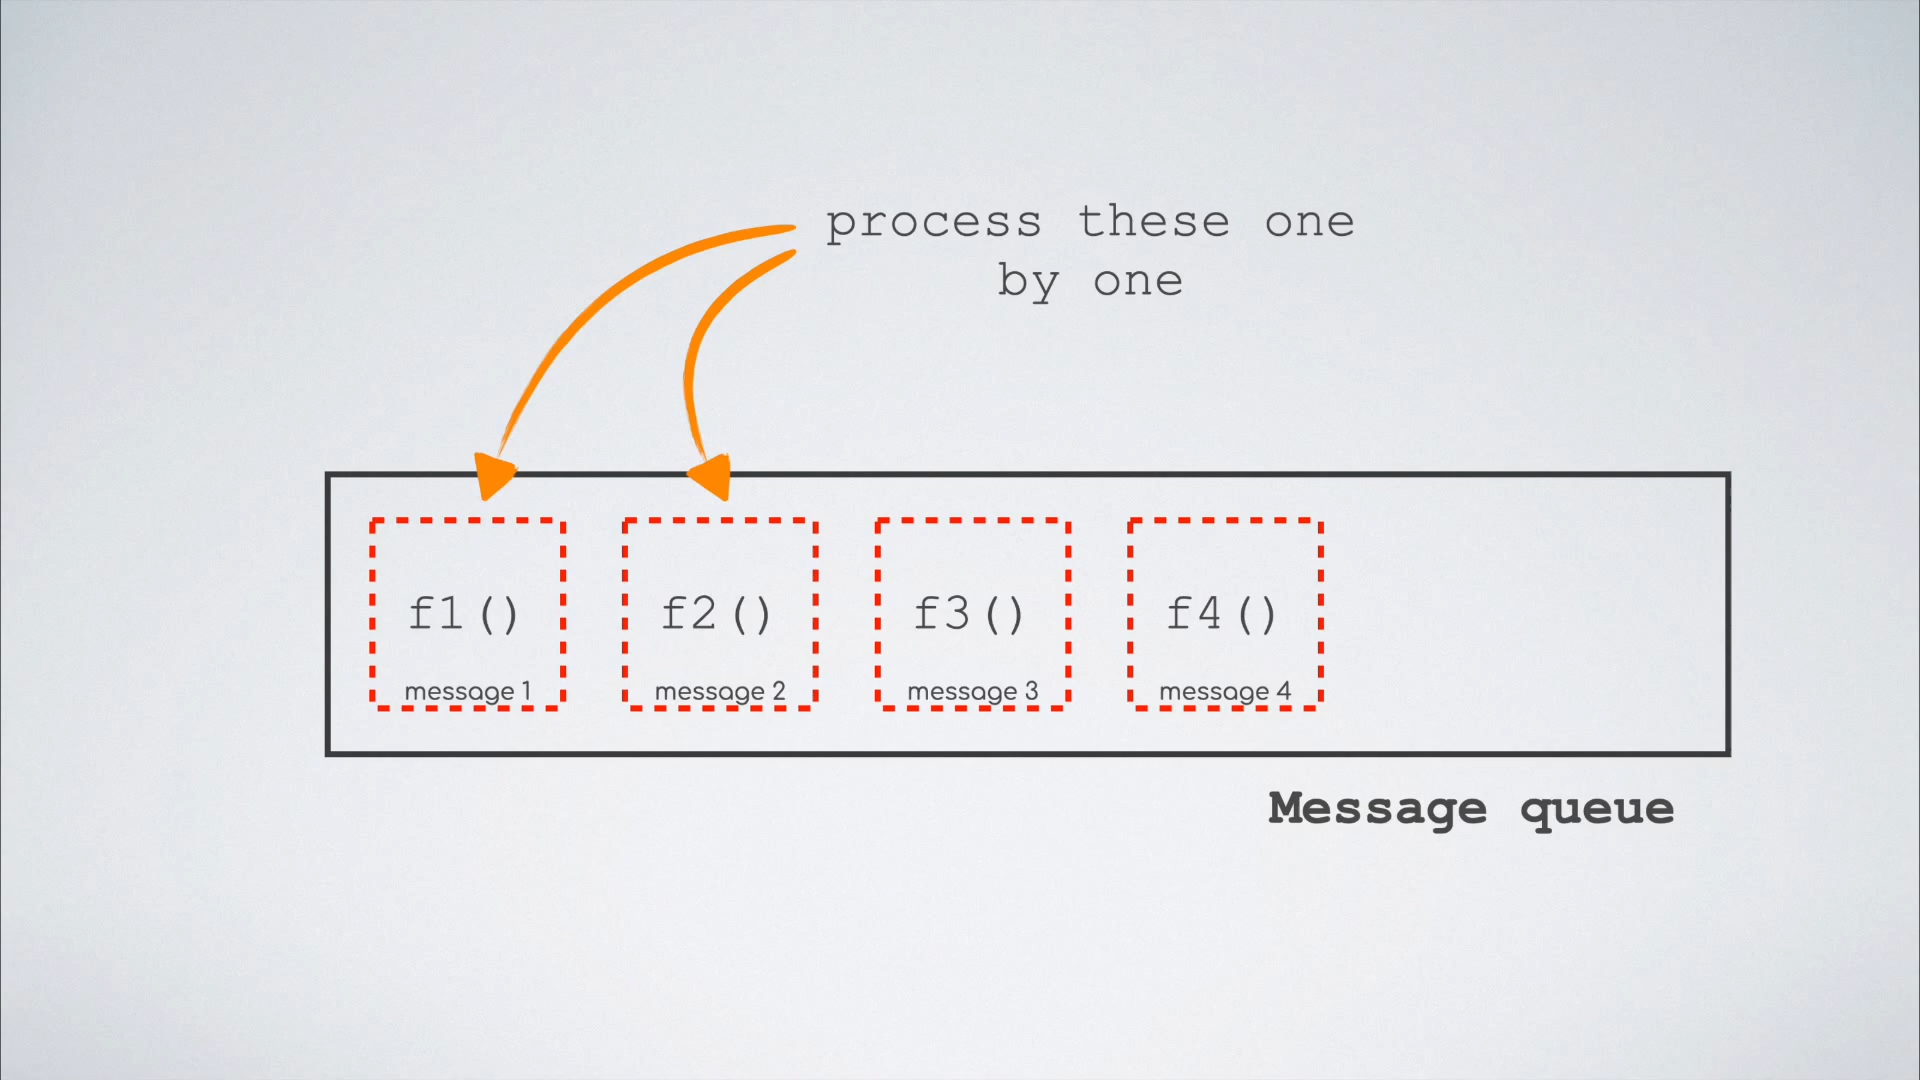 process these one
by one
f1() f2() f3() f4()
message 1 message 2 message 3 message 4
Message queue